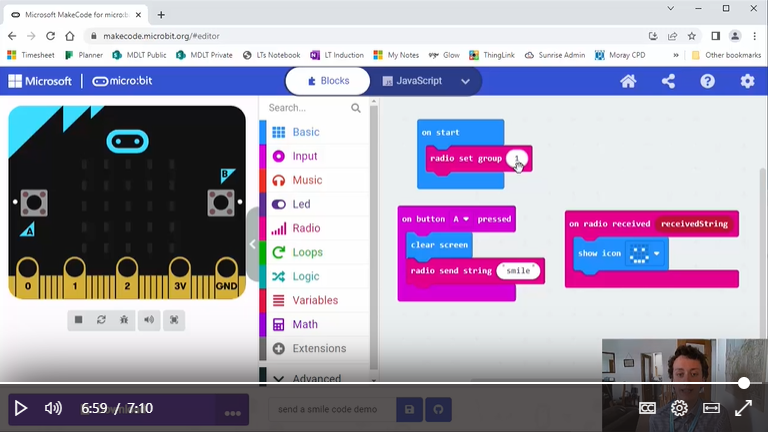 Microsoft MakeCode for micro:bit
makecode.microbit.org/#editor
Timesheet
Planner
MDLT Public
MDLT Private
LTs Notebook
LT Induction
My Notes
Glow
ThingLink
Sunrise Admin
Moray CPD
»
Other bookmarks
Microsoft
micro:bit
Blocks
JavaScript
Search...
Basic
Input
Music
Led
Radio
Loops
Logic
Variables
Math
Extensions
Advanced
A
B
0
1
2
3V
GND
on start
radio set group 1
on button A pressed
clear screen
radio send string "smile"
on radio received receivedString
show icon
6:59 / 7:10
send a smile code demo
CC